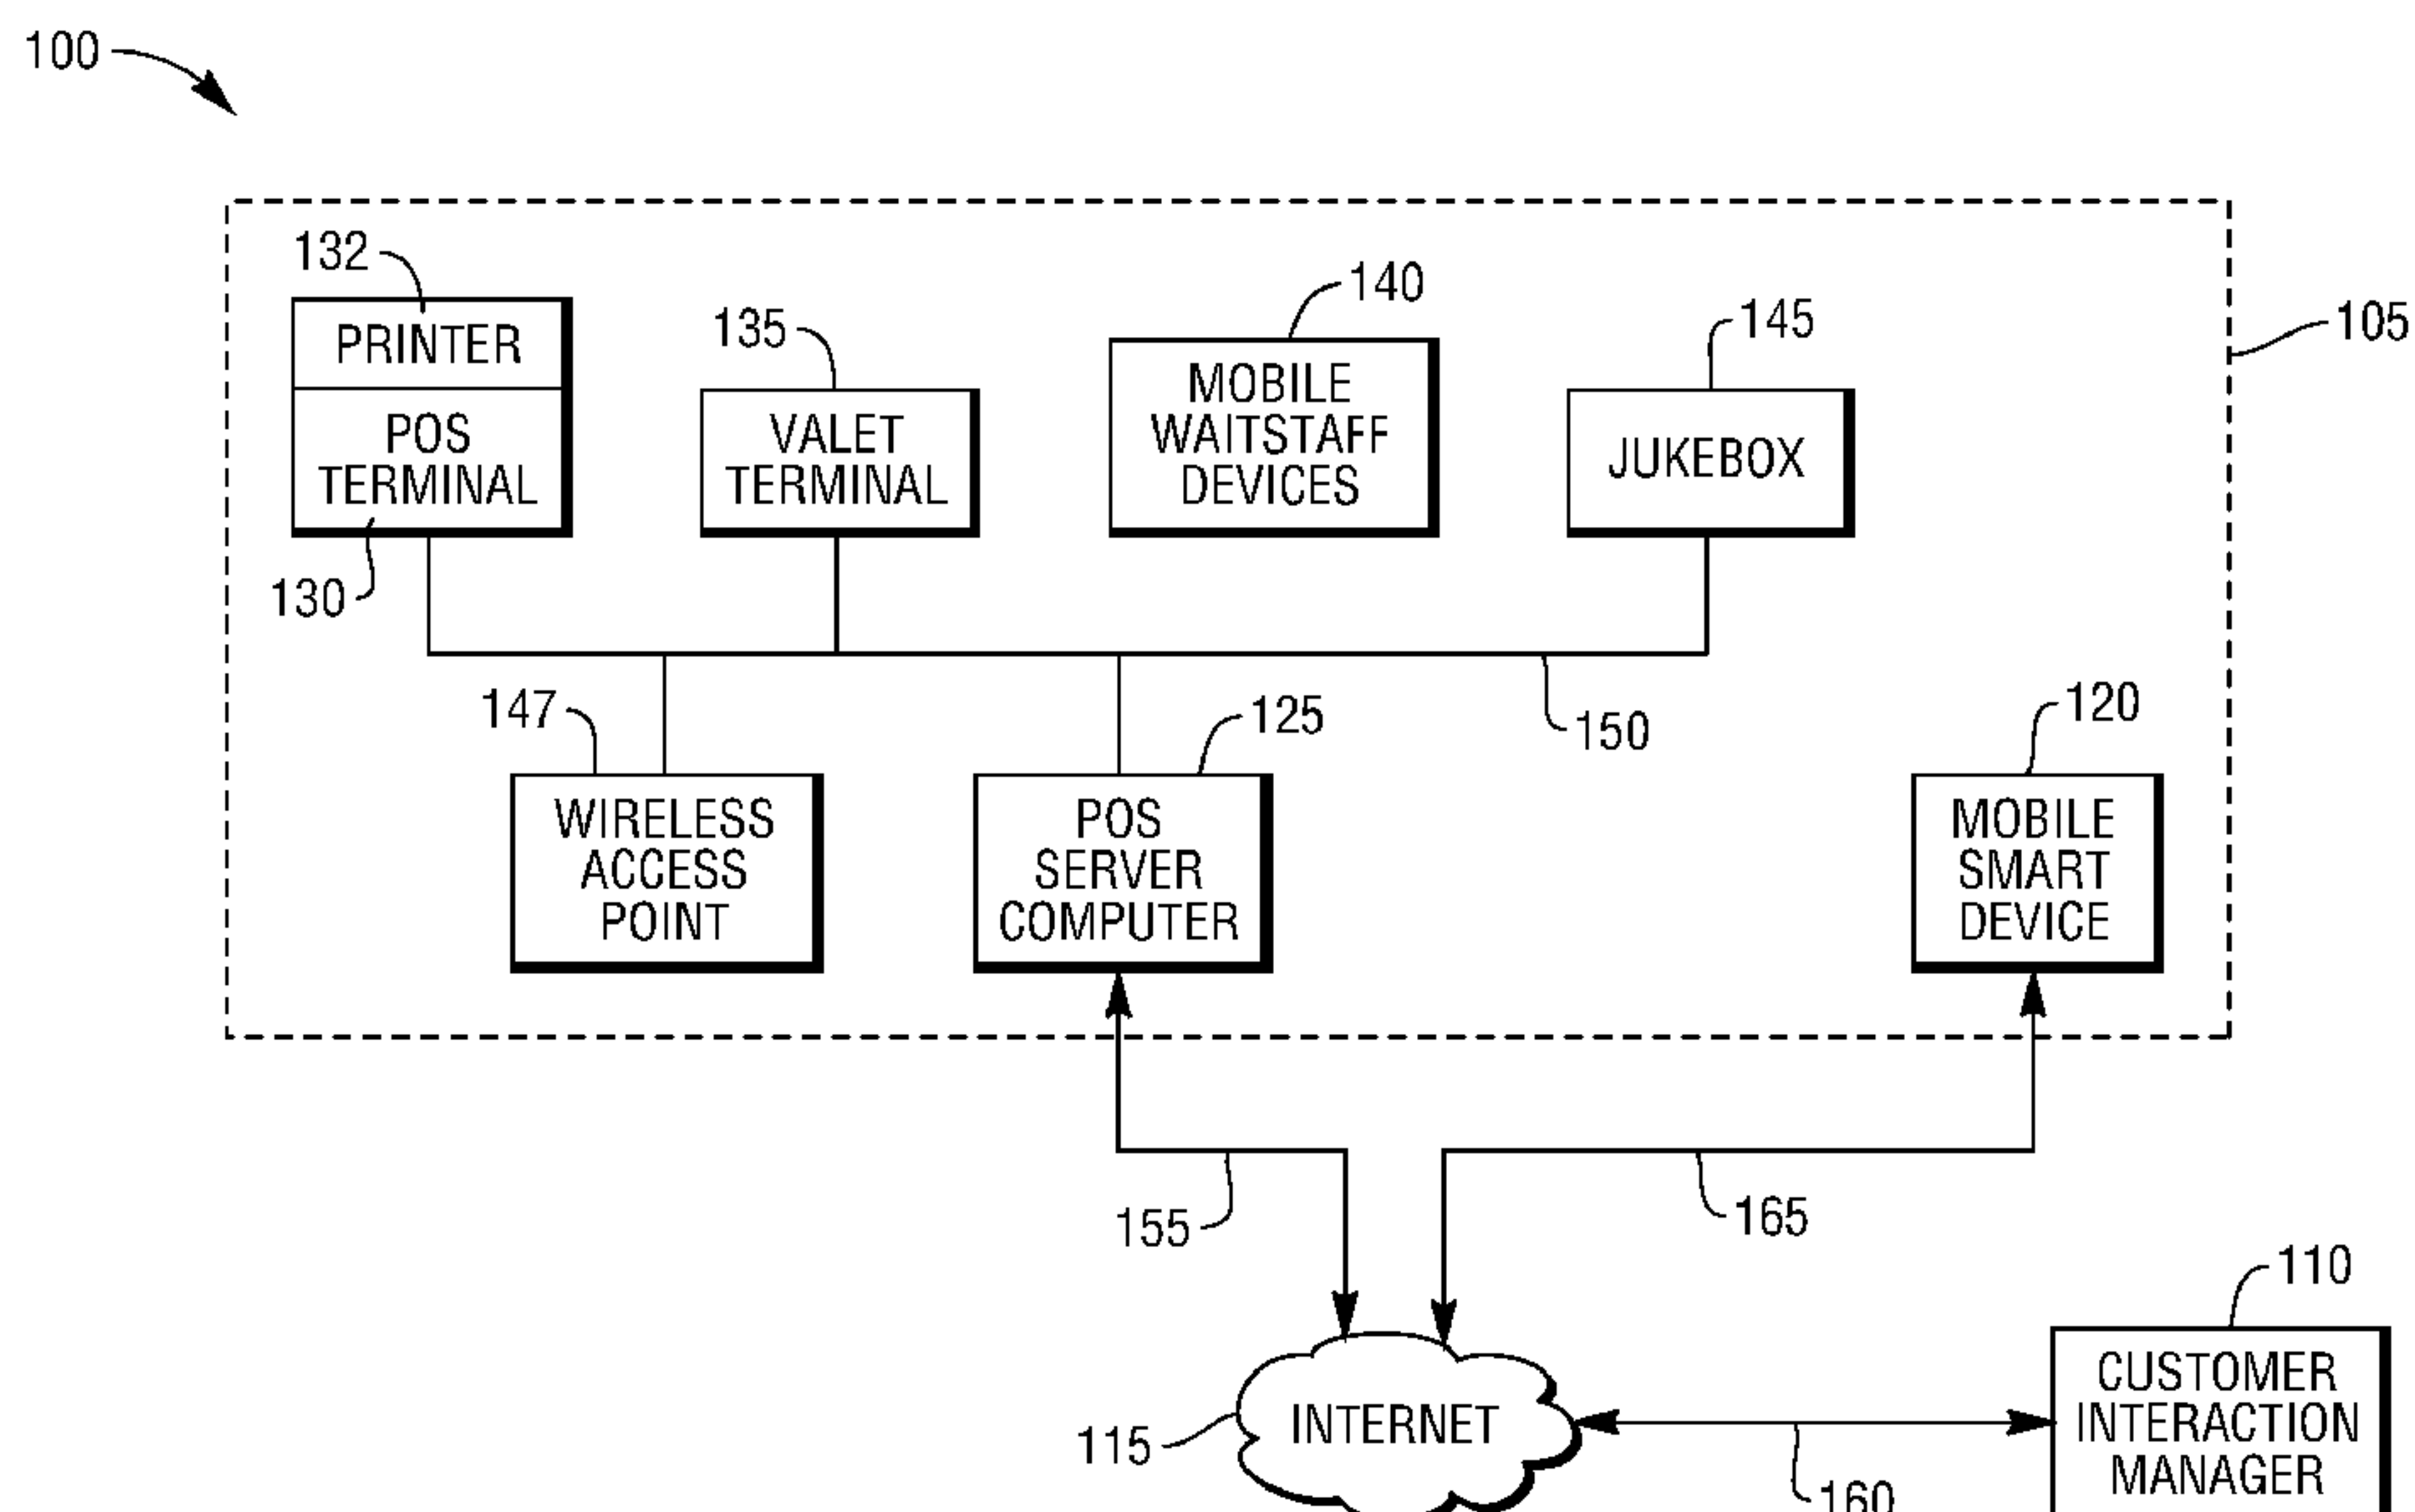 100
132
PRINTER
POS
TERMINAL
130
135
VALET
TERMINAL
140
MOBILE
WAITSTAFF
DEVICES
145
JUKEBOX
105
147
WIRELESS
ACCESS
POINT
125
POS
SERVER
COMPUTER
150
120
MOBILE
SMART
DEVICE
155
165
110
CUSTOMER
INTERACTION
MANAGER
115
INTERNET
160